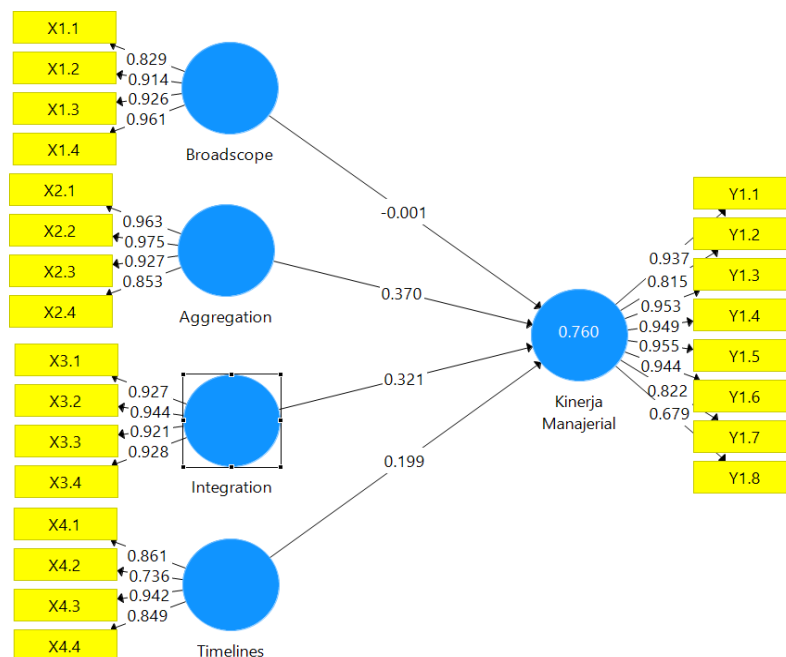 X1.1
X1.2
X1.3
X1.4
0.829
0.914
0.926
0.961
Broadscope
X2.1
X2.2
X2.3
X2.4
0.963
0.975
0.927
0.853
Aggregation
X3.1
X3.2
X3.3
X3.4
0.927
0.944
0.921
0.928
Integration
X4.1
X4.2
X4.3
X4.4
0.861
0.736
0.942
0.849
Timelines
-0.001
0.370
0.321
0.199
0.760
Kinerja
Manajerial
0.937
0.815
0.953
0.949
0.955
0.944
0.822
0.679
Y1.1
Y1.2
Y1.3
Y1.4
Y1.5
Y1.6
Y1.7
Y1.8